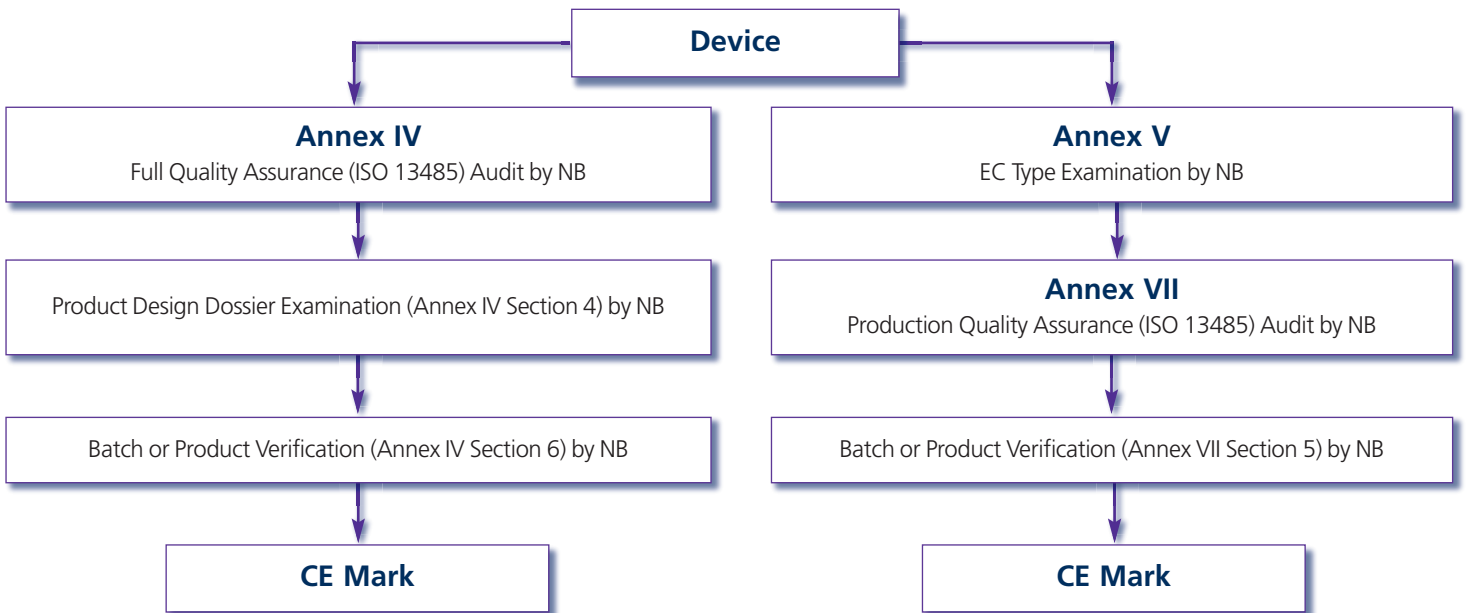 Device
Annex IV
Full Quality Assurance (ISO 13485) Audit by NB
Product Design Dossier Examination (Annex IV Section 4) by NB
Batch or Product Verification (Annex IV Section 6) by NB
CE Mark
Annex V
EC Type Examination by NB
Annex VII
Production Quality Assurance (ISO 13485) Audit by NB
Batch or Product Verification (Annex VII Section 5) by NB
CE Mark